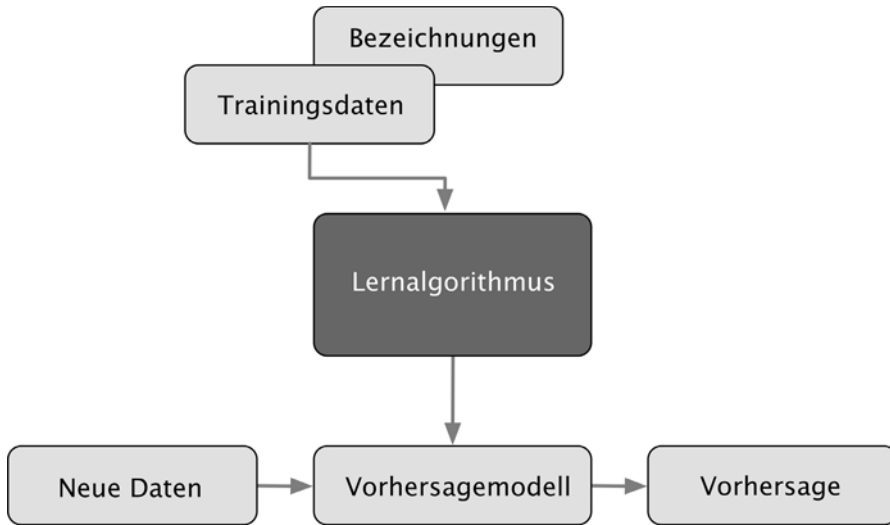 Bezeichnungen
Trainingsdaten
Lernalgorithmus
Neue Daten
Vorhersagemodell
Vorhersage